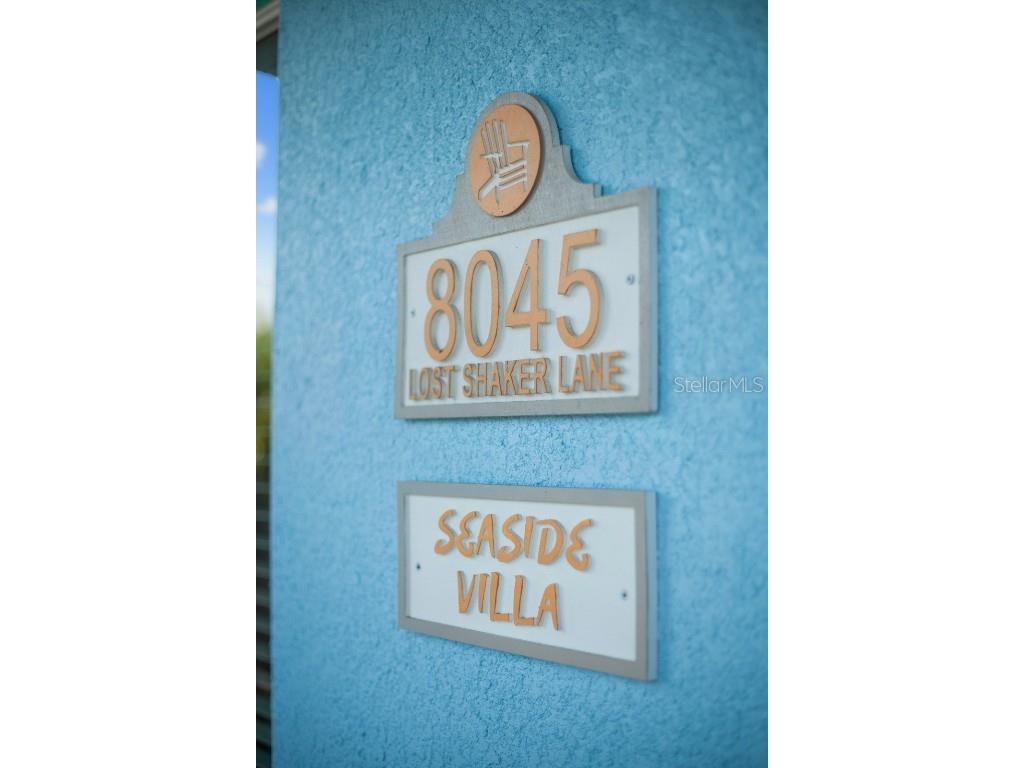 8045
LOST SHAKER LANE
StellarMLS
SEASIDE
VILLA